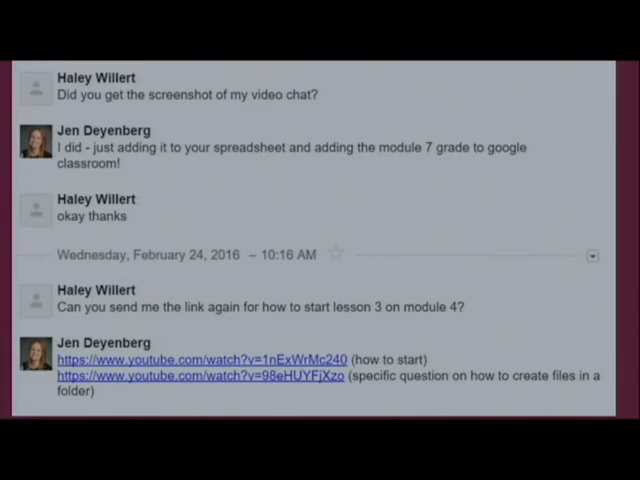 Haley Willert
Did you get the screenshot of my video chat?
Jen Deyenberg
I did - just adding it to your spreadsheet and adding the module 7 grade to google
classroom!
Haley Willert
okay thanks
Wednesday, February 24, 2016 – 10:16 AM
Haley Willert
Can you send me the link again for how to start lesson 3 on module 4?
Jen Deyenberg
https://www.youtube.com/watch?v=1nExWrMc240 (how to start)
https://www.youtube.com/watch?v=98eHUYFjXzo (specific question on how to create files in a
folder)